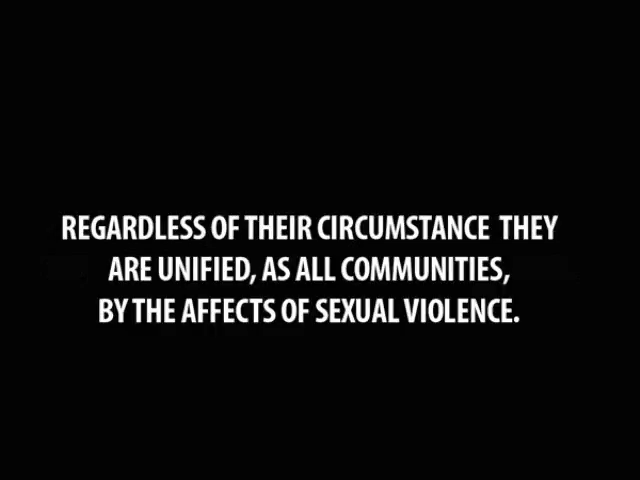 REGARDLESS OF THEIR CIRCUMSTANCE THEY
ARE UNIFIED, AS ALL COMMUNITIES,
BY THE AFFECTS OF SEXUAL VIOLENCE.